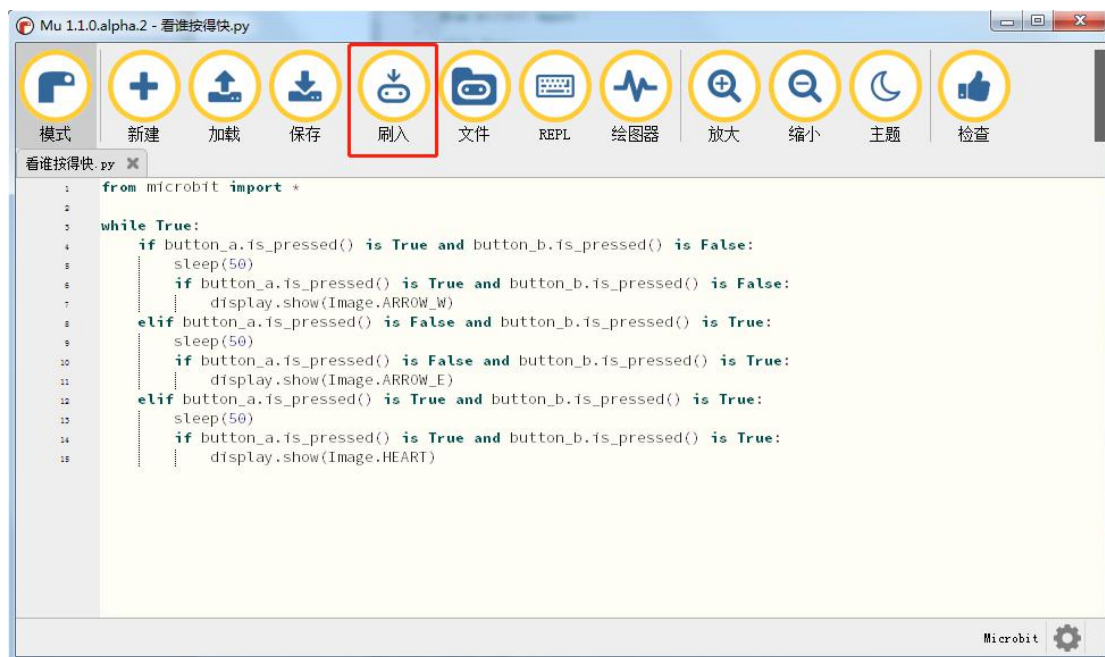 Mu 1.1.0.alpha.2 - 看谁按得快.py
模式 新建 加载 保存 刷入 文件 REPL 绘图器 放大 缩小 主题 检查
看谁按得快.py
1 from microbit import *
2
3 while True:
4 if button_a.is_pressed() is True and button_b.is_pressed() is False:
5 sleep(50)
6 if button_a.is_pressed() is True and button_b.is_pressed() is False:
7 display.show(Image.ARROW_W)
8 elif button_a.is_pressed() is False and button_b.is_pressed() is True:
9 sleep(50)
10 if button_a.is_pressed() is False and button_b.is_pressed() is True:
11 display.show(Image.ARROW_E)
12 elif button_a.is_pressed() is True and button_b.is_pressed() is True:
13 sleep(50)
14 if button_a.is_pressed() is True and button_b.is_pressed() is True:
15 display.show(Image.HEART)
Microbit